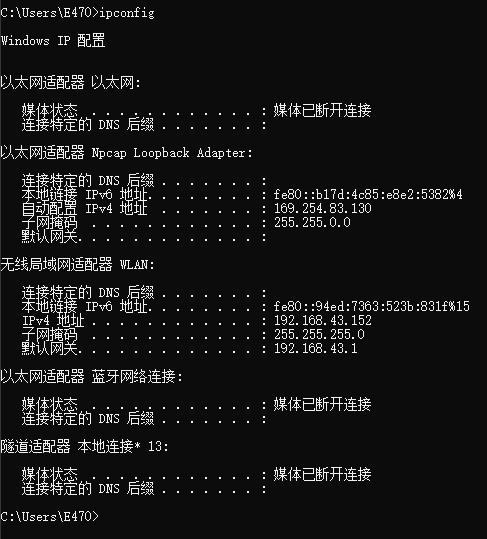 C:\Users\E470>ipconfig
Windows IP 配置
以太网适配器 以太网:
媒体状态 . . . . . . . . . . . . : 媒体已断开连接
连接特定的 DNS 后缀 . . . . . . . :
以太网适配器 Npcap Loopback Adapter:
连接特定的 DNS 后缀 . . . . . . . :
本地链接 IPv6 地址. . . . . . . . : fe80::b17d:4c85:e8e2:5382%4
自动配置 IPv4 地址 . . . . . . . : 169.254.83.130
子网掩码 . . . . . . . . . . . . : 255.255.0.0
默认网关. . . . . . . . . . . . . :
无线局域网适配器 WLAN:
连接特定的 DNS 后缀 . . . . . . . :
本地链接 IPv6 地址. . . . . . . . : fe80::94ed:7363:523b:831f%15
IPv4 地址 . . . . . . . . . . . . : 192.168.43.152
子网掩码 . . . . . . . . . . . . : 255.255.255.0
默认网关. . . . . . . . . . . . . : 192.168.43.1
以太网适配器 蓝牙网络连接:
媒体状态 . . . . . . . . . . . . : 媒体已断开连接
连接特定的 DNS 后缀 . . . . . . . :
隧道适配器 本地连接* 13:
媒体状态 . . . . . . . . . . . . : 媒体已断开连接
连接特定的 DNS 后缀 . . . . . . . :
C:\Users\E470>